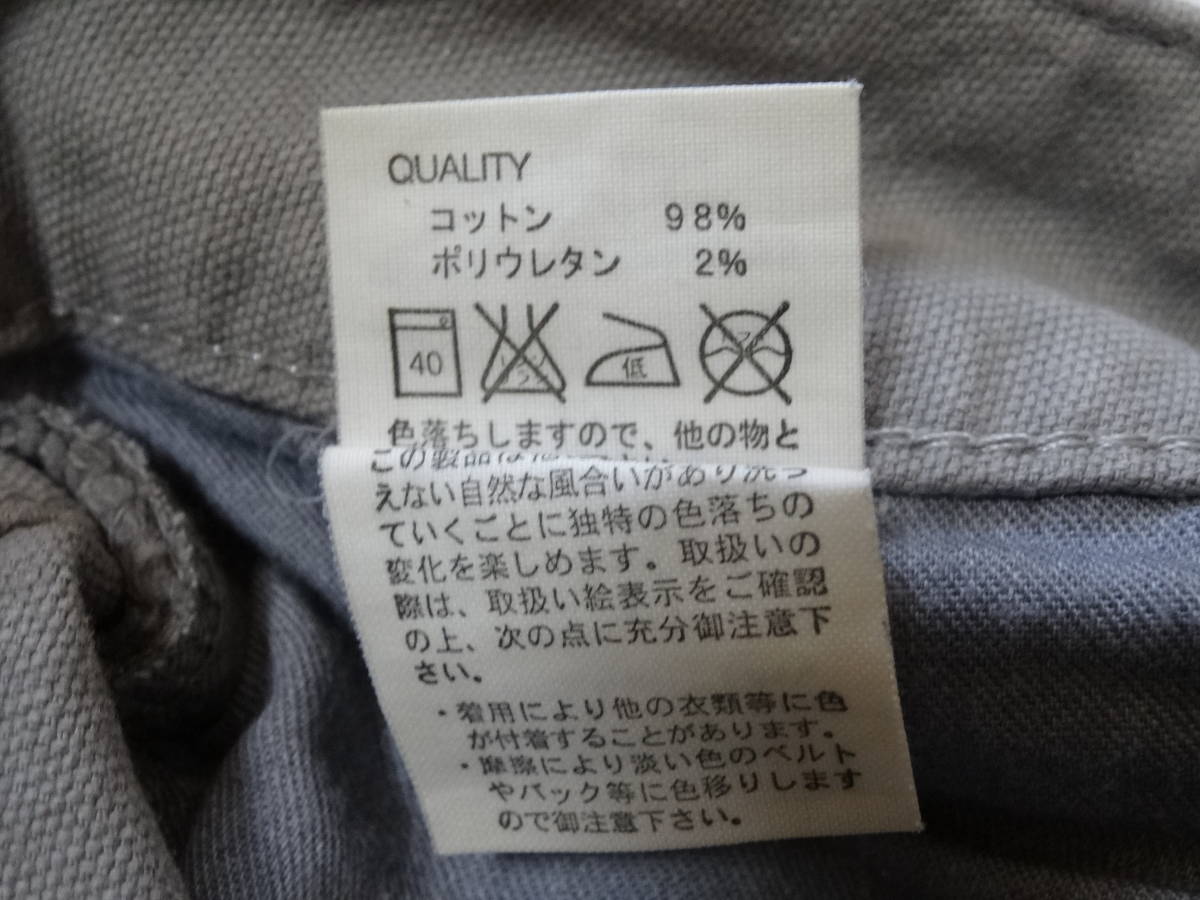 QUALITY
コットン 98%
ポリウレタン 2%
40
低
色落ちしますので、他の物と
この製品は
えない自然な風合いがあり洗っ
ていくごとに独特の色落ちの
変化を楽しめます。取扱いの
際は、取扱い絵表示をご確認
の上、次の点に充分御注意下
さい。
・着用により他の衣類等に色
が付着することがあります。
・摩擦により淡い色のベルト
やバック等に色移りします
ので御注意下さい。